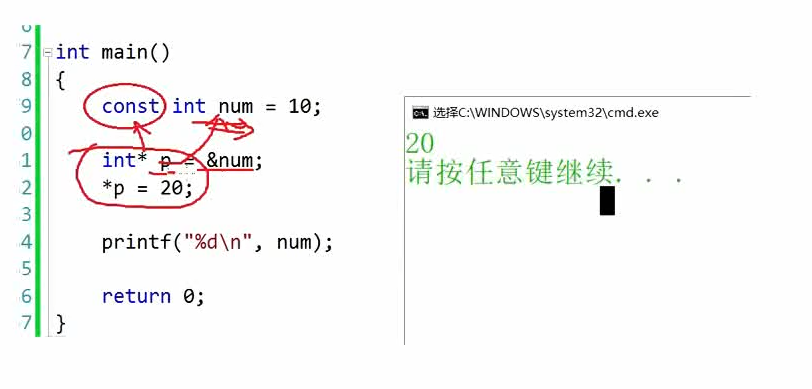 6
7 int main()
8 {
9 const int num = 10;
0
1 int* p = &num;
2 *p = 20;
3
4 printf("%d\n", num);
5
6 return 0;
7 }
选择C:\WINDOWS\system32\cmd.exe
20
请按任意键继续. . .